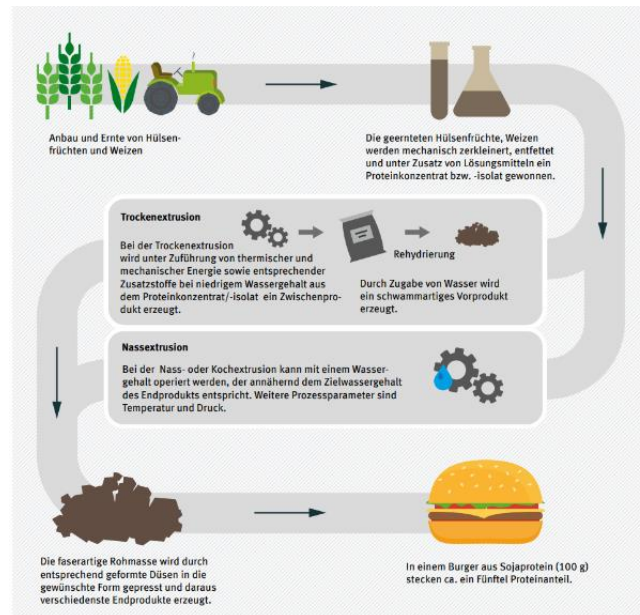 Anbau und Ernte von Hülsen-
früchten und Weizen
Die geernteten Hülsenfrüchte, Weizen
werden mechanisch zerkleinert, entfettet
und unter Zusatz von Lösungsmitteln ein
Proteinkonzentrat bzw. -isolat gewonnen.
Trockenextrusion
Bei der Trockenextrusion
wird unter Zuführung von thermischer und
mechanischer Energie sowie entsprechender
Zusatzstoffe bei niedrigem Wassergehalt aus
dem Proteinkonzentrat/-isolat ein Zwischenpro-
dukt erzeugt.
Rehydrierung
Durch Zugabe von Wasser wird
ein schwammartiges Vorprodukt
erzeugt.
Nassextrusion
Bei der Nass- oder Kochextrusion kann mit einem Wasser-
gehalt operiert werden, der annähernd dem Zielwassergehalt
des Endprodukts entspricht. Weitere Prozessparameter sind
Temperatur und Druck.
Die faserartige Rohmasse wird durch
entsprechend geformte Düsen in die
gewünschte Form gepresst und daraus
verschiedenste Endprodukte erzeugt.
In einem Burger aus Sojaprotein (100 g)
stecken ca. ein Fünftel Proteinanteil.